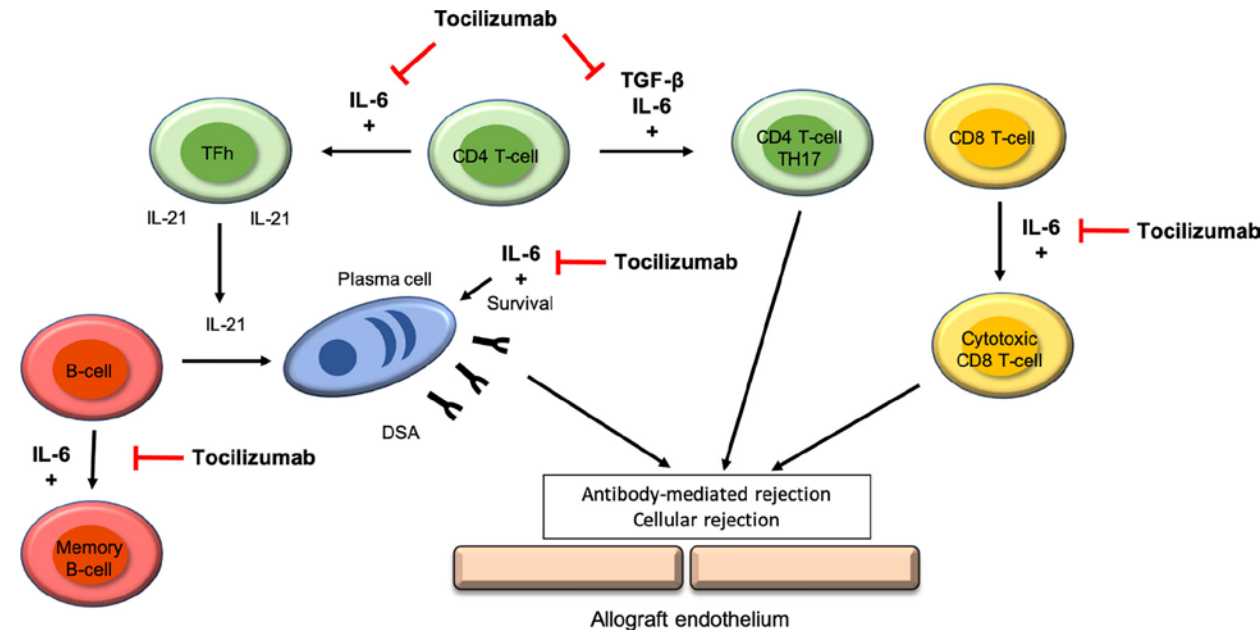 Tocilizumab
IL-6
+
TGF-β
IL-6
+
TFh
CD4 T-cell
CD4 T-cell
TH17
CD8 T-cell
IL-21
IL-21
IL-6
+
Tocilizumab
IL-6
+
Survival
Tocilizumab
Plasma cell
IL-21
B-cell
Cytotoxic
CD8 T-cell
DSA
IL-6
+
Tocilizumab
Antibody-mediated rejection
Cellular rejection
Memory
B-cell
Allograft endothelium